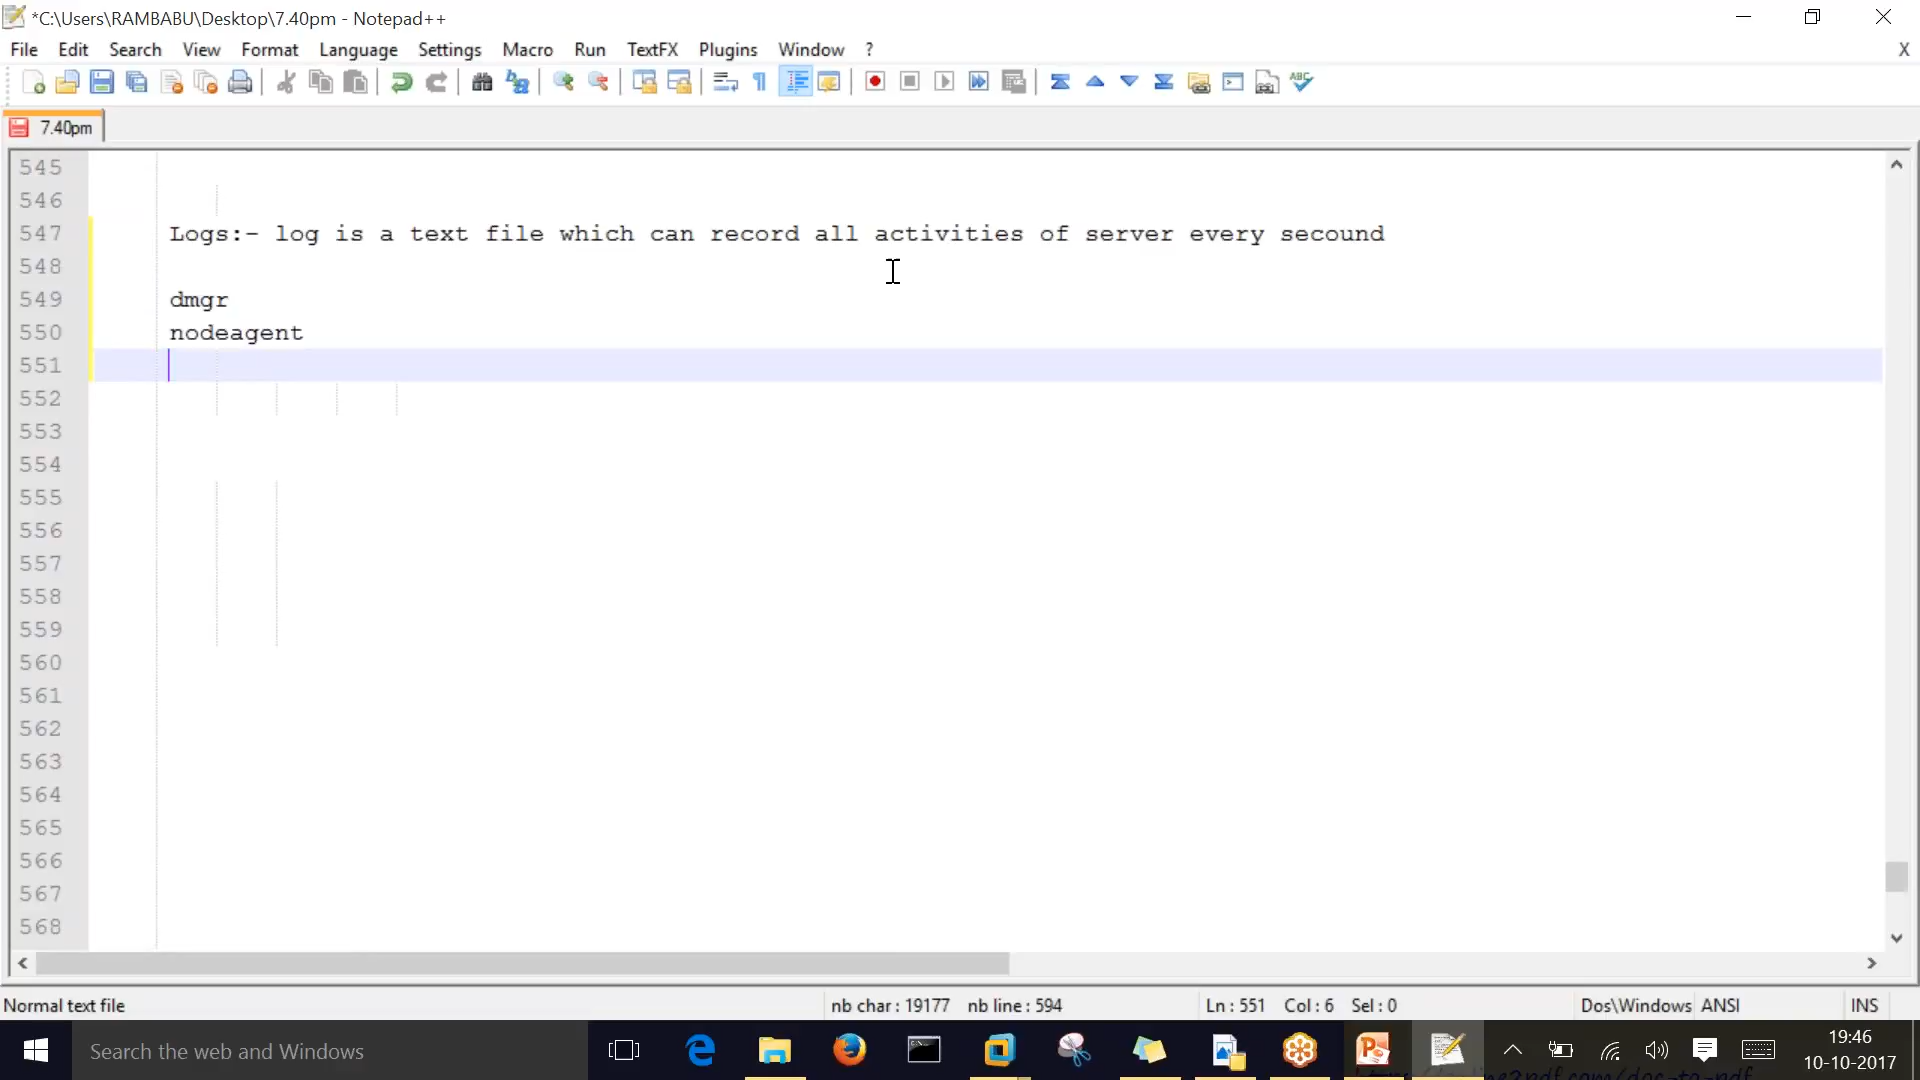 *C:\Users\RAMBABU\Desktop\7.40pm - Notepad++
File Edit Search View Format Language Settings Macro Run TextFX Plugins Window ? X
7.40pm
545
546
547 Logs:- log is a text file which can record all activities of server every secound
548
549 dmgr
550 nodeagent
551
552
553
554
555
556
557
558
559
560
561
562
563
564
565
566
567
568
Normal text file nb char : 19177 nb line : 594 Ln : 551 Col : 6 Sel : 0 Dos\Windows ANSI INS
Search the web and Windows
19:46
10-10-2017